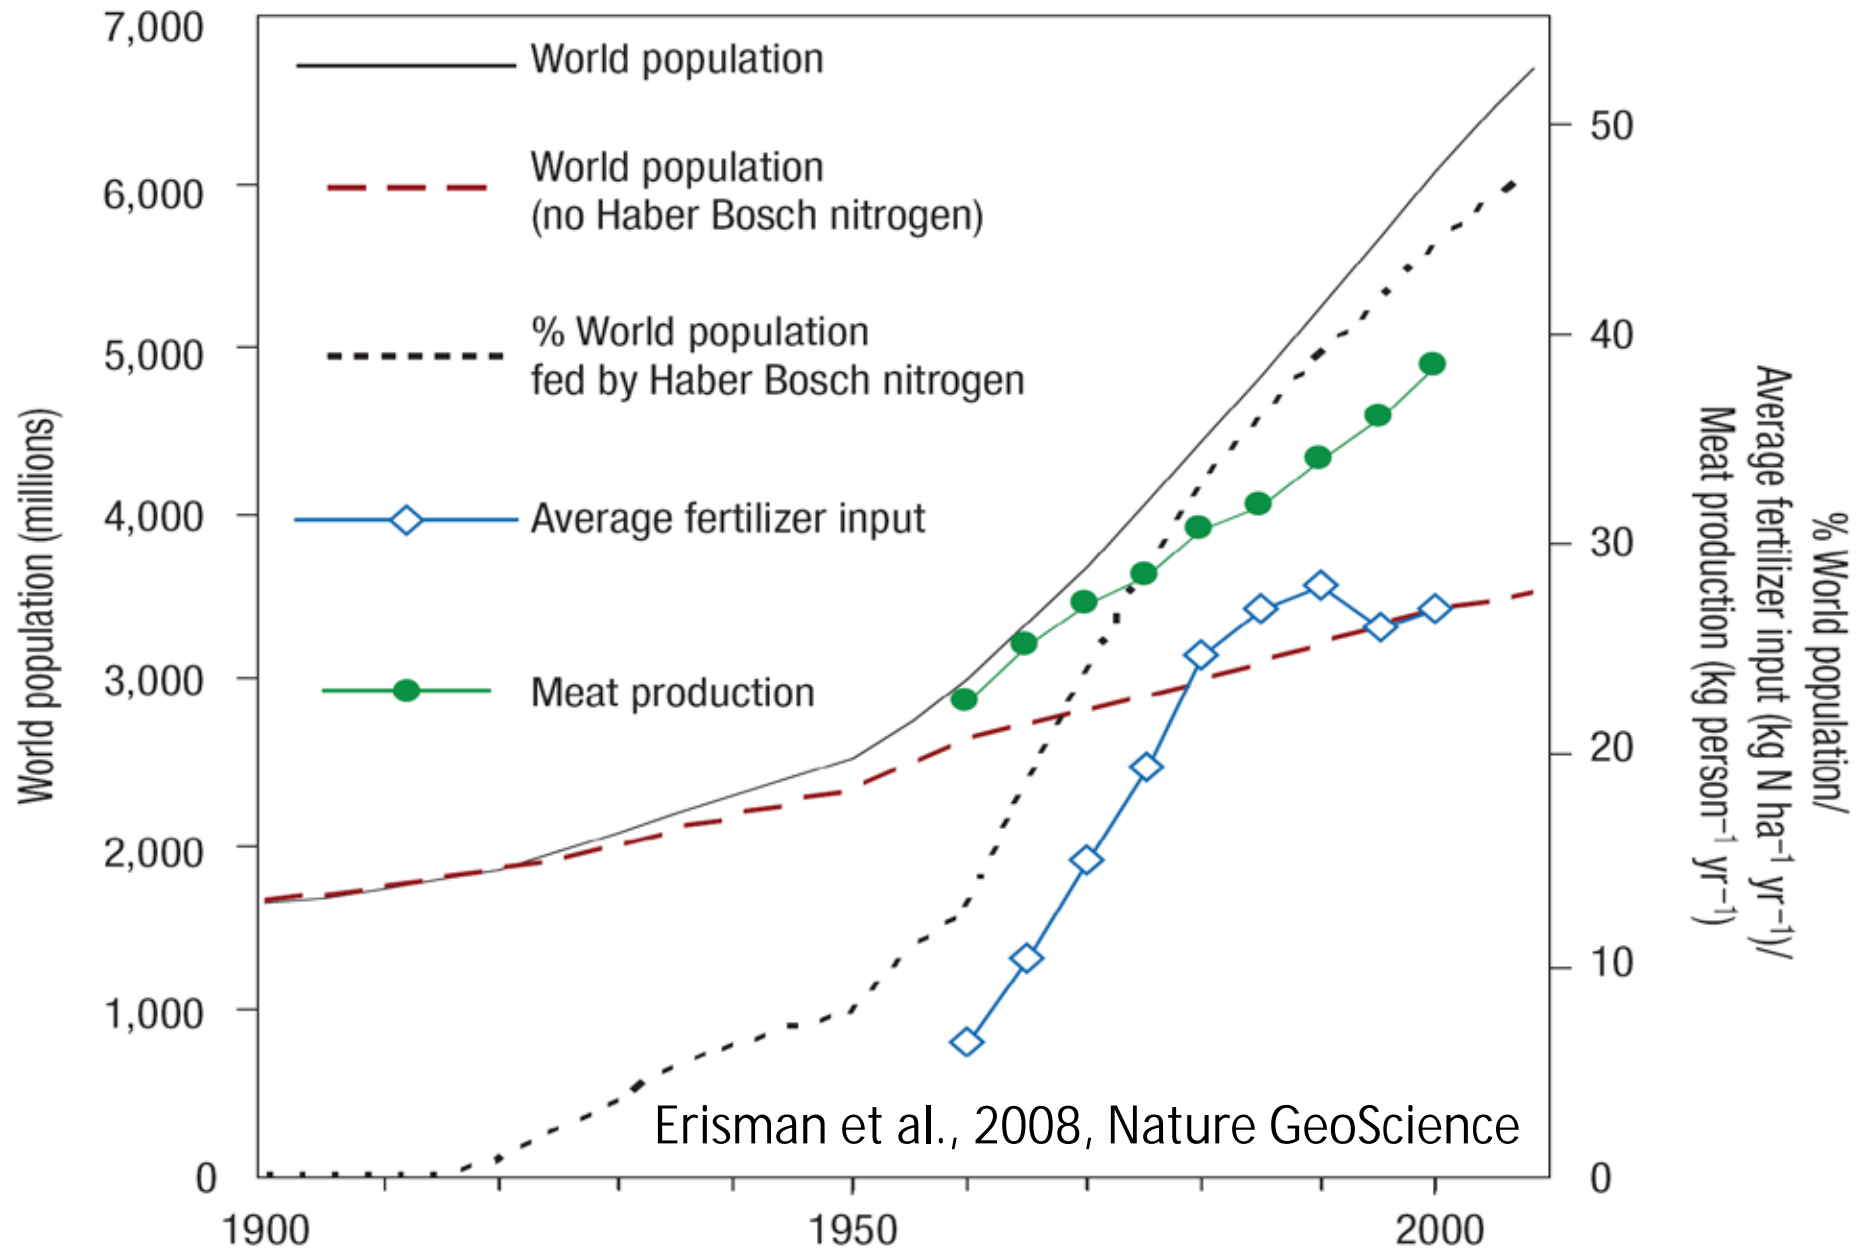 7,000
6,000
5,000
4,000
3,000
2,000
1,000
0
World population (millions)
World population
World population
(no Haber Bosch nitrogen)
% World population
fed by Haber Bosch nitrogen
Average fertilizer input
Meat production
Erisman et al., 2008, Nature GeoScience
1900
1950
2000
50
40
30
20
10
0
% World population/
Average fertilizer input (kg N ha⁻¹ yr⁻¹)/
Meat production (kg person⁻¹ yr⁻¹)